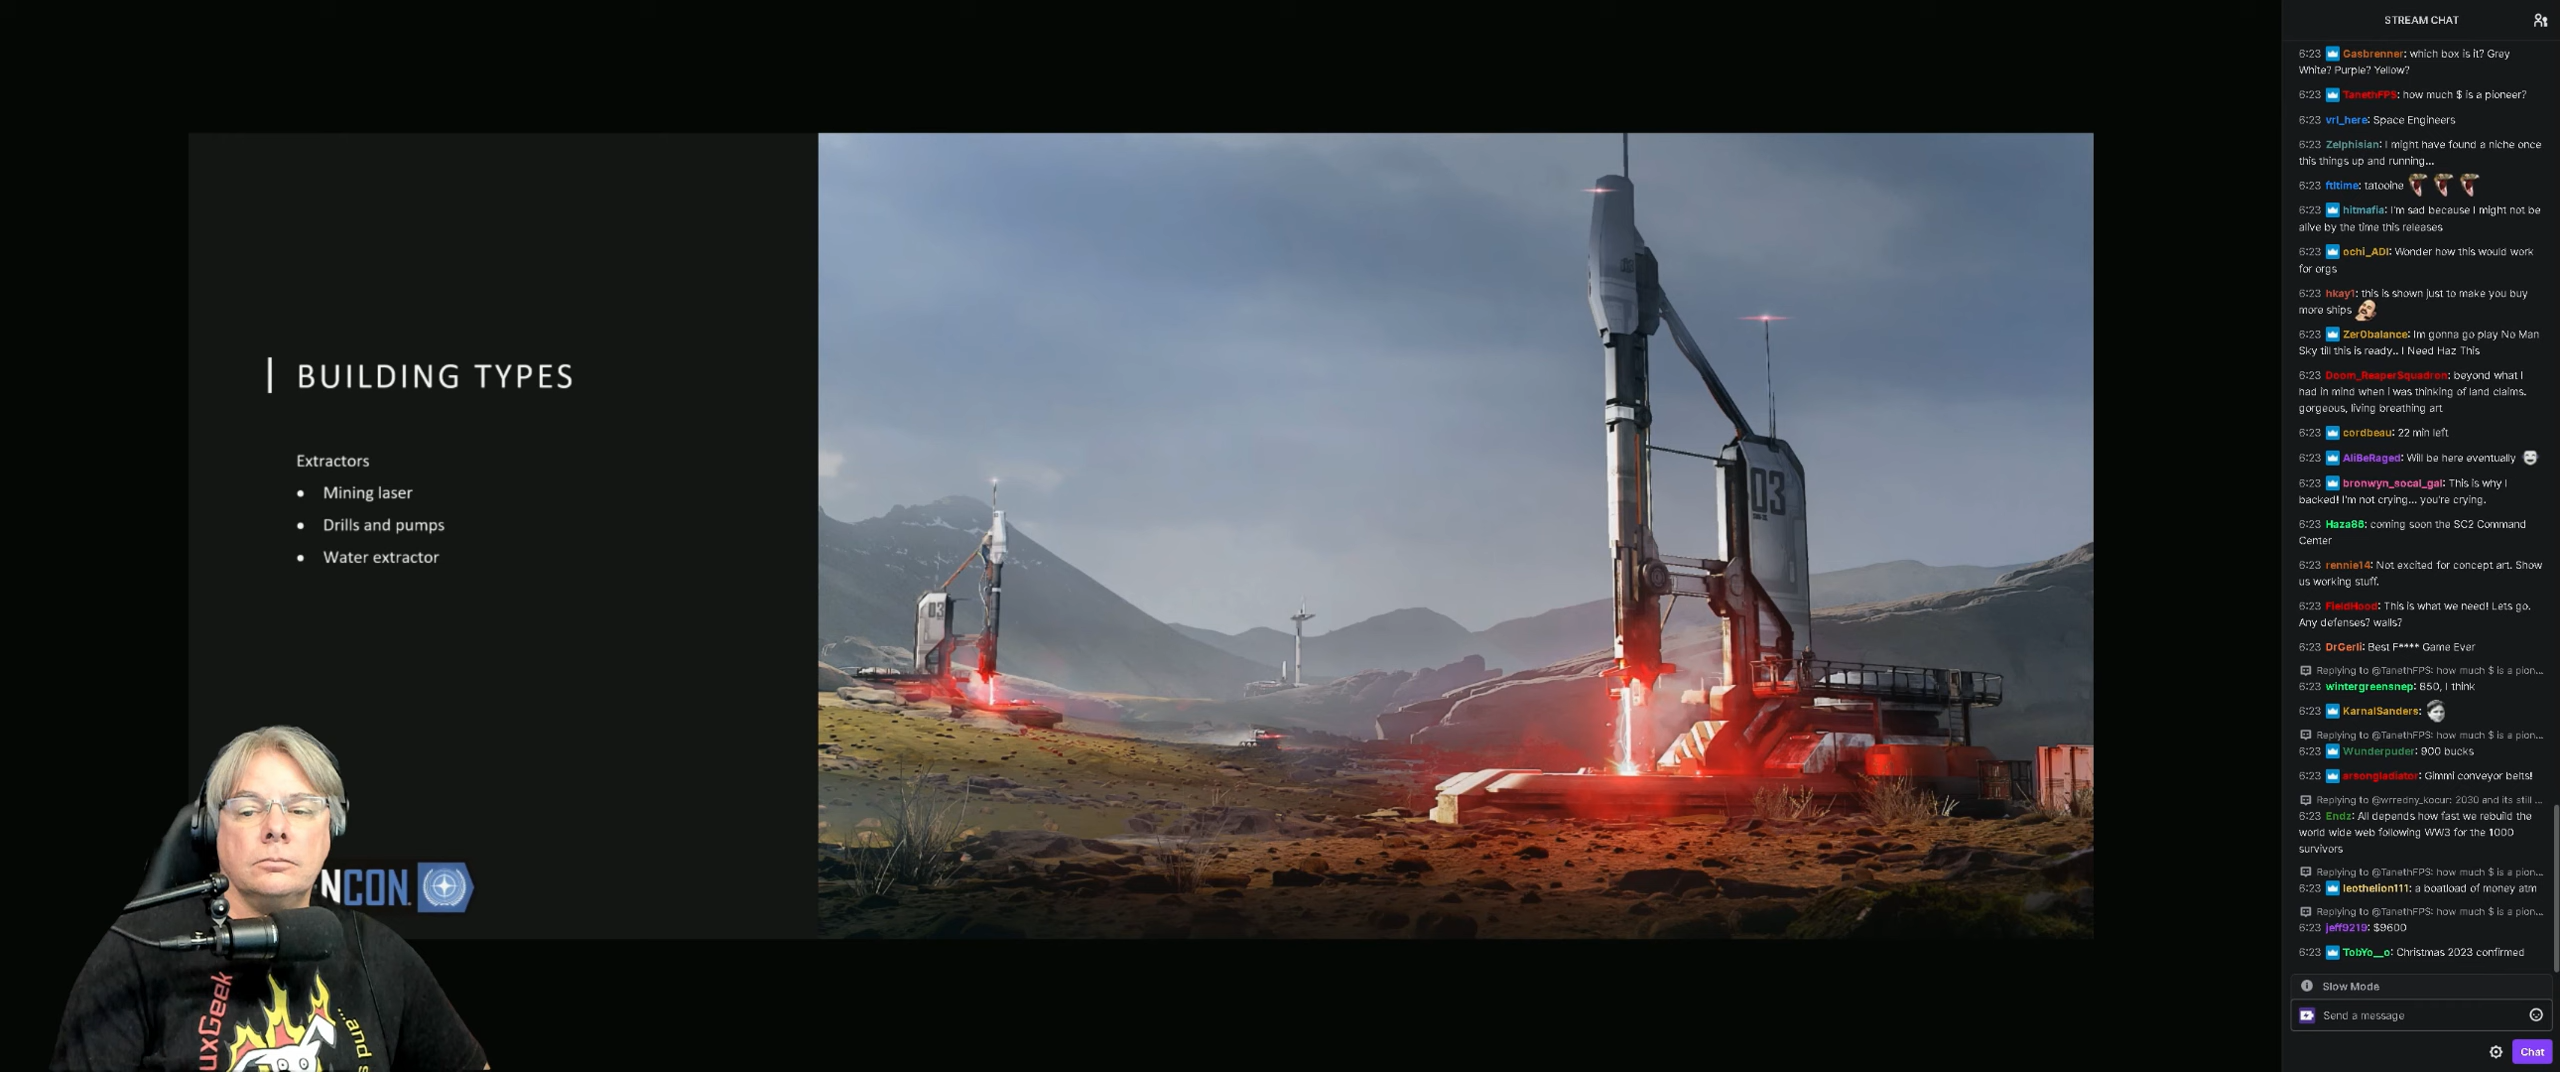 BUILDING TYPES
Extractors
• Mining laser
• Drills and pumps
• Water extractor
03
03
NCON
uxGeek
...and
STREAM CHAT
6:23 Gasbrenner: which box is it? Grey
White? Purple? Yellow?
6:23 TanethFPS: how much $ is a pioneer?
6:23 vrl_here: Space Engineers
6:23 Zelphisian: I might have found a niche once
this things up and running...
6:23 ftltime: tatooine
6:23 hitmafia: I'm sad because I might not be
alive by the time this releases
6:23 ochi_ADI: Wonder how this would work
for orgs
6:23 hkay1: this is shown just to make you buy
more ships
6:23 Zer0balance: Im gonna go play No Man
Sky till this is ready.. I Need Haz This
6:23 Doom_ReaperSquadron: beyond what I
had in mind when i was thinking of land claims.
gorgeous, living breathing art
6:23 cordbeau: 22 min left
6:23 AliBeRaged: Will be here eventually
6:23 bronwyn_socal_gal: This is why I
backed! I'm not crying... you're crying.
6:23 Haza86: coming soon the SC2 Command
Center
6:23 rennie14: Not excited for concept art. Show
us working stuff.
6:23 FieldHood: This is what we need! Lets go.
Any defenses? walls?
6:23 DrGerli: Best F**** Game Ever
Replying to @TanethFPS: how much $ is a pion...
6:23 wintergreensnep: 850, I think
6:23 KarnalSanders:
Replying to @TanethFPS: how much $ is a pion...
6:23 Wunderpuder: 900 bucks
6:23 arsongladiator: Gimmi conveyor belts!
Replying to @wrredny_kocur: 2030 and its still ...
6:23 Endz: All depends how fast we rebuild the
world wide web following WW3 for the 1000
survivors
Replying to @TanethFPS: how much $ is a pion...
6:23 leothelion111: a boatload of money atm
Replying to @TanethFPS: how much $ is a pion...
6:23 jeff9219: $9600
6:23 TobYo__o: Christmas 2023 confirmed
Slow Mode
Send a message
Chat